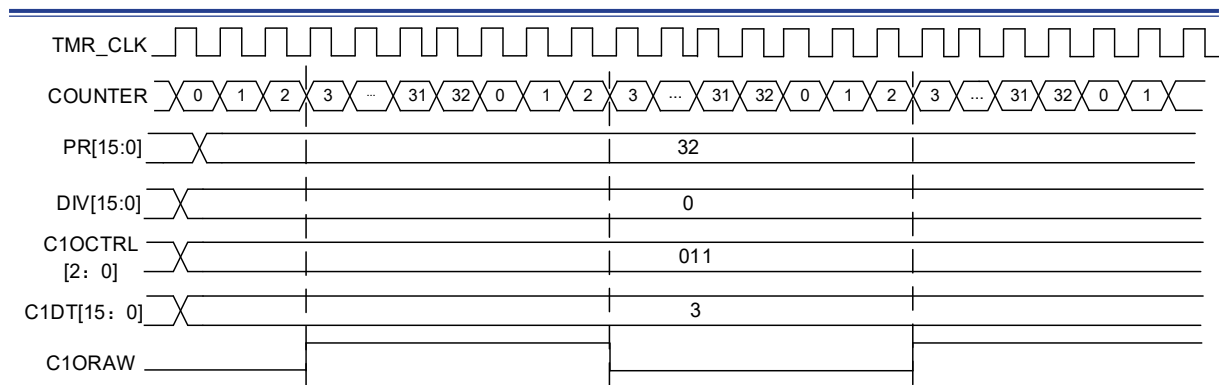 TMR_CLK
COUNTER 0 1 2 3 ... 31 32 0 1 2 3 ... 31 32 0 1 2 3 ... 31 32 0 1
PR[15:0] 32
DIV[15:0] 0
C1OCTRL
[2：0] 011
C1DT[15：0] 3
C1ORAW